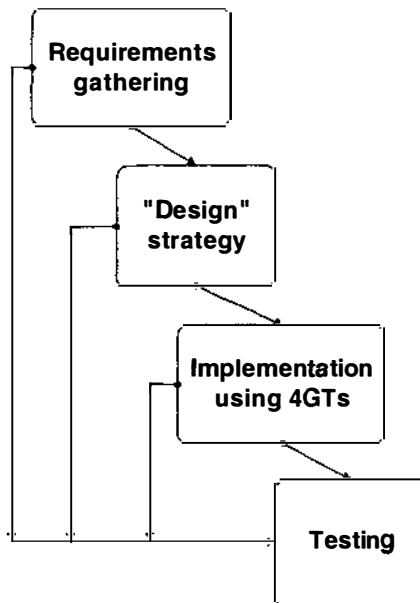 Requirements
gathering
"Design"
strategy
Implementation
using 4GTs
Testing